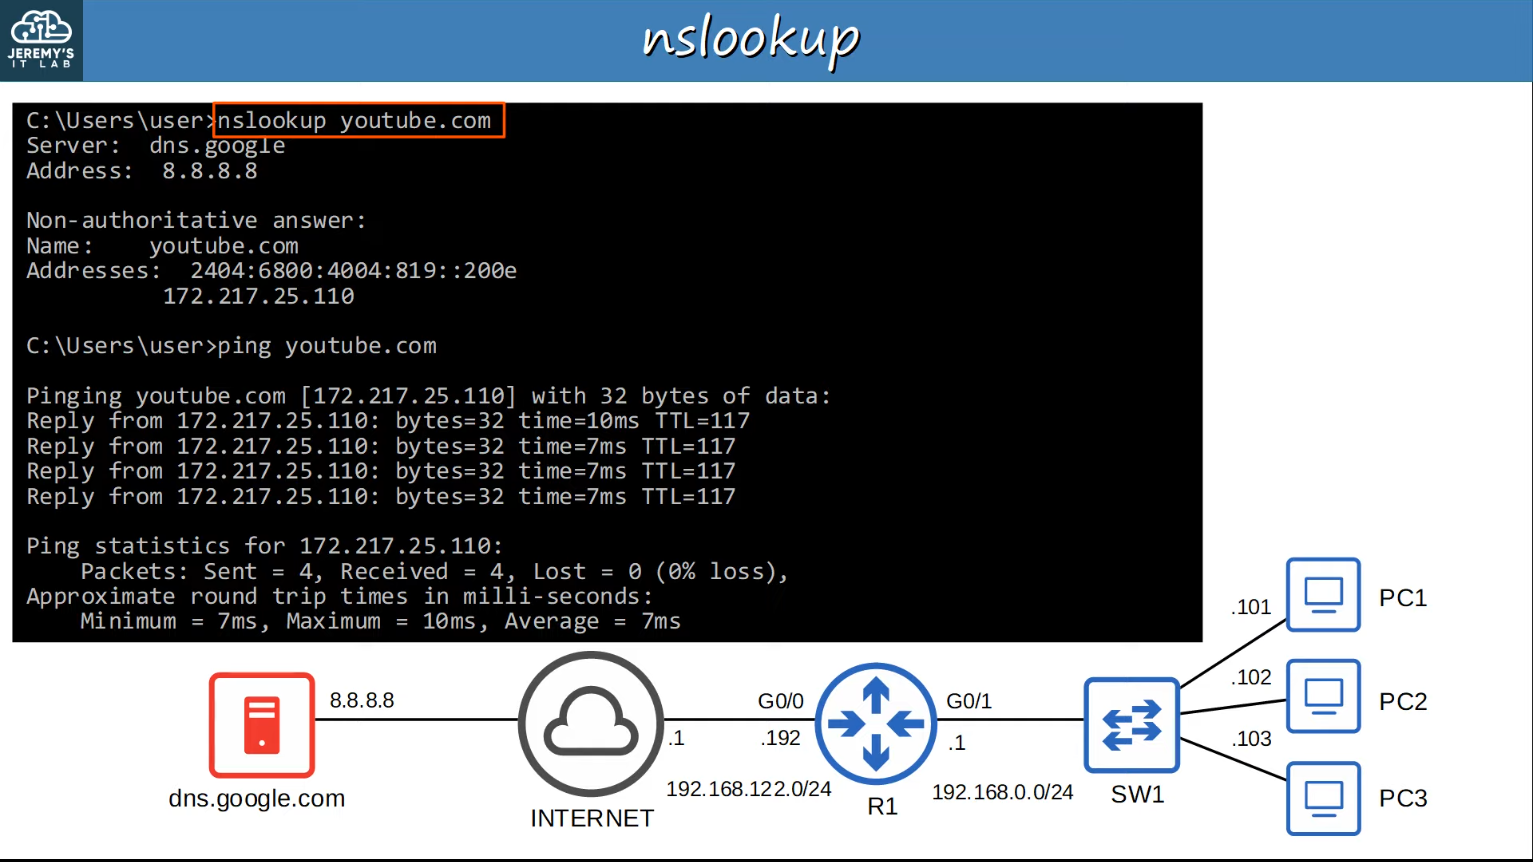 JEREMY'S
IT LAB
nslookup
C:\Users\user>nslookup youtube.com
Server:  dns.google
Address:  8.8.8.8
Non-authoritative answer:
Name:    youtube.com
Addresses:  2404:6800:4004:819::200e
172.217.25.110
C:\Users\user>ping youtube.com
Pinging youtube.com [172.217.25.110] with 32 bytes of data:
Reply from 172.217.25.110: bytes=32 time=10ms TTL=117
Reply from 172.217.25.110: bytes=32 time=7ms TTL=117
Reply from 172.217.25.110: bytes=32 time=7ms TTL=117
Reply from 172.217.25.110: bytes=32 time=7ms TTL=117
Ping statistics for 172.217.25.110:
Packets: Sent = 4, Received = 4, Lost = 0 (0% loss),
Approximate round trip times in milli-seconds:
Minimum = 7ms, Maximum = 10ms, Average = 7ms
8.8.8.8
dns.google.com
INTERNET
.1
G0/0
.192
192.168.122.0/24
R1
G0/1
.1
192.168.0.0/24
SW1
.101
PC1
.102
PC2
.103
PC3